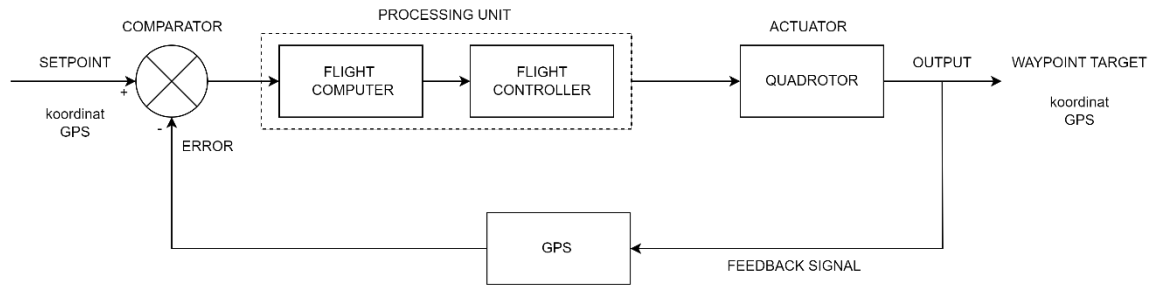 PROCESSING UNIT
COMPARATOR
ACTUATOR
SETPOINT
+
-
koordinat
GPS
FLIGHT
COMPUTER
FLIGHT
CONTROLLER
QUADROTOR
OUTPUT
WAYPOINT TARGET
koordinat
GPS
ERROR
GPS
FEEDBACK SIGNAL